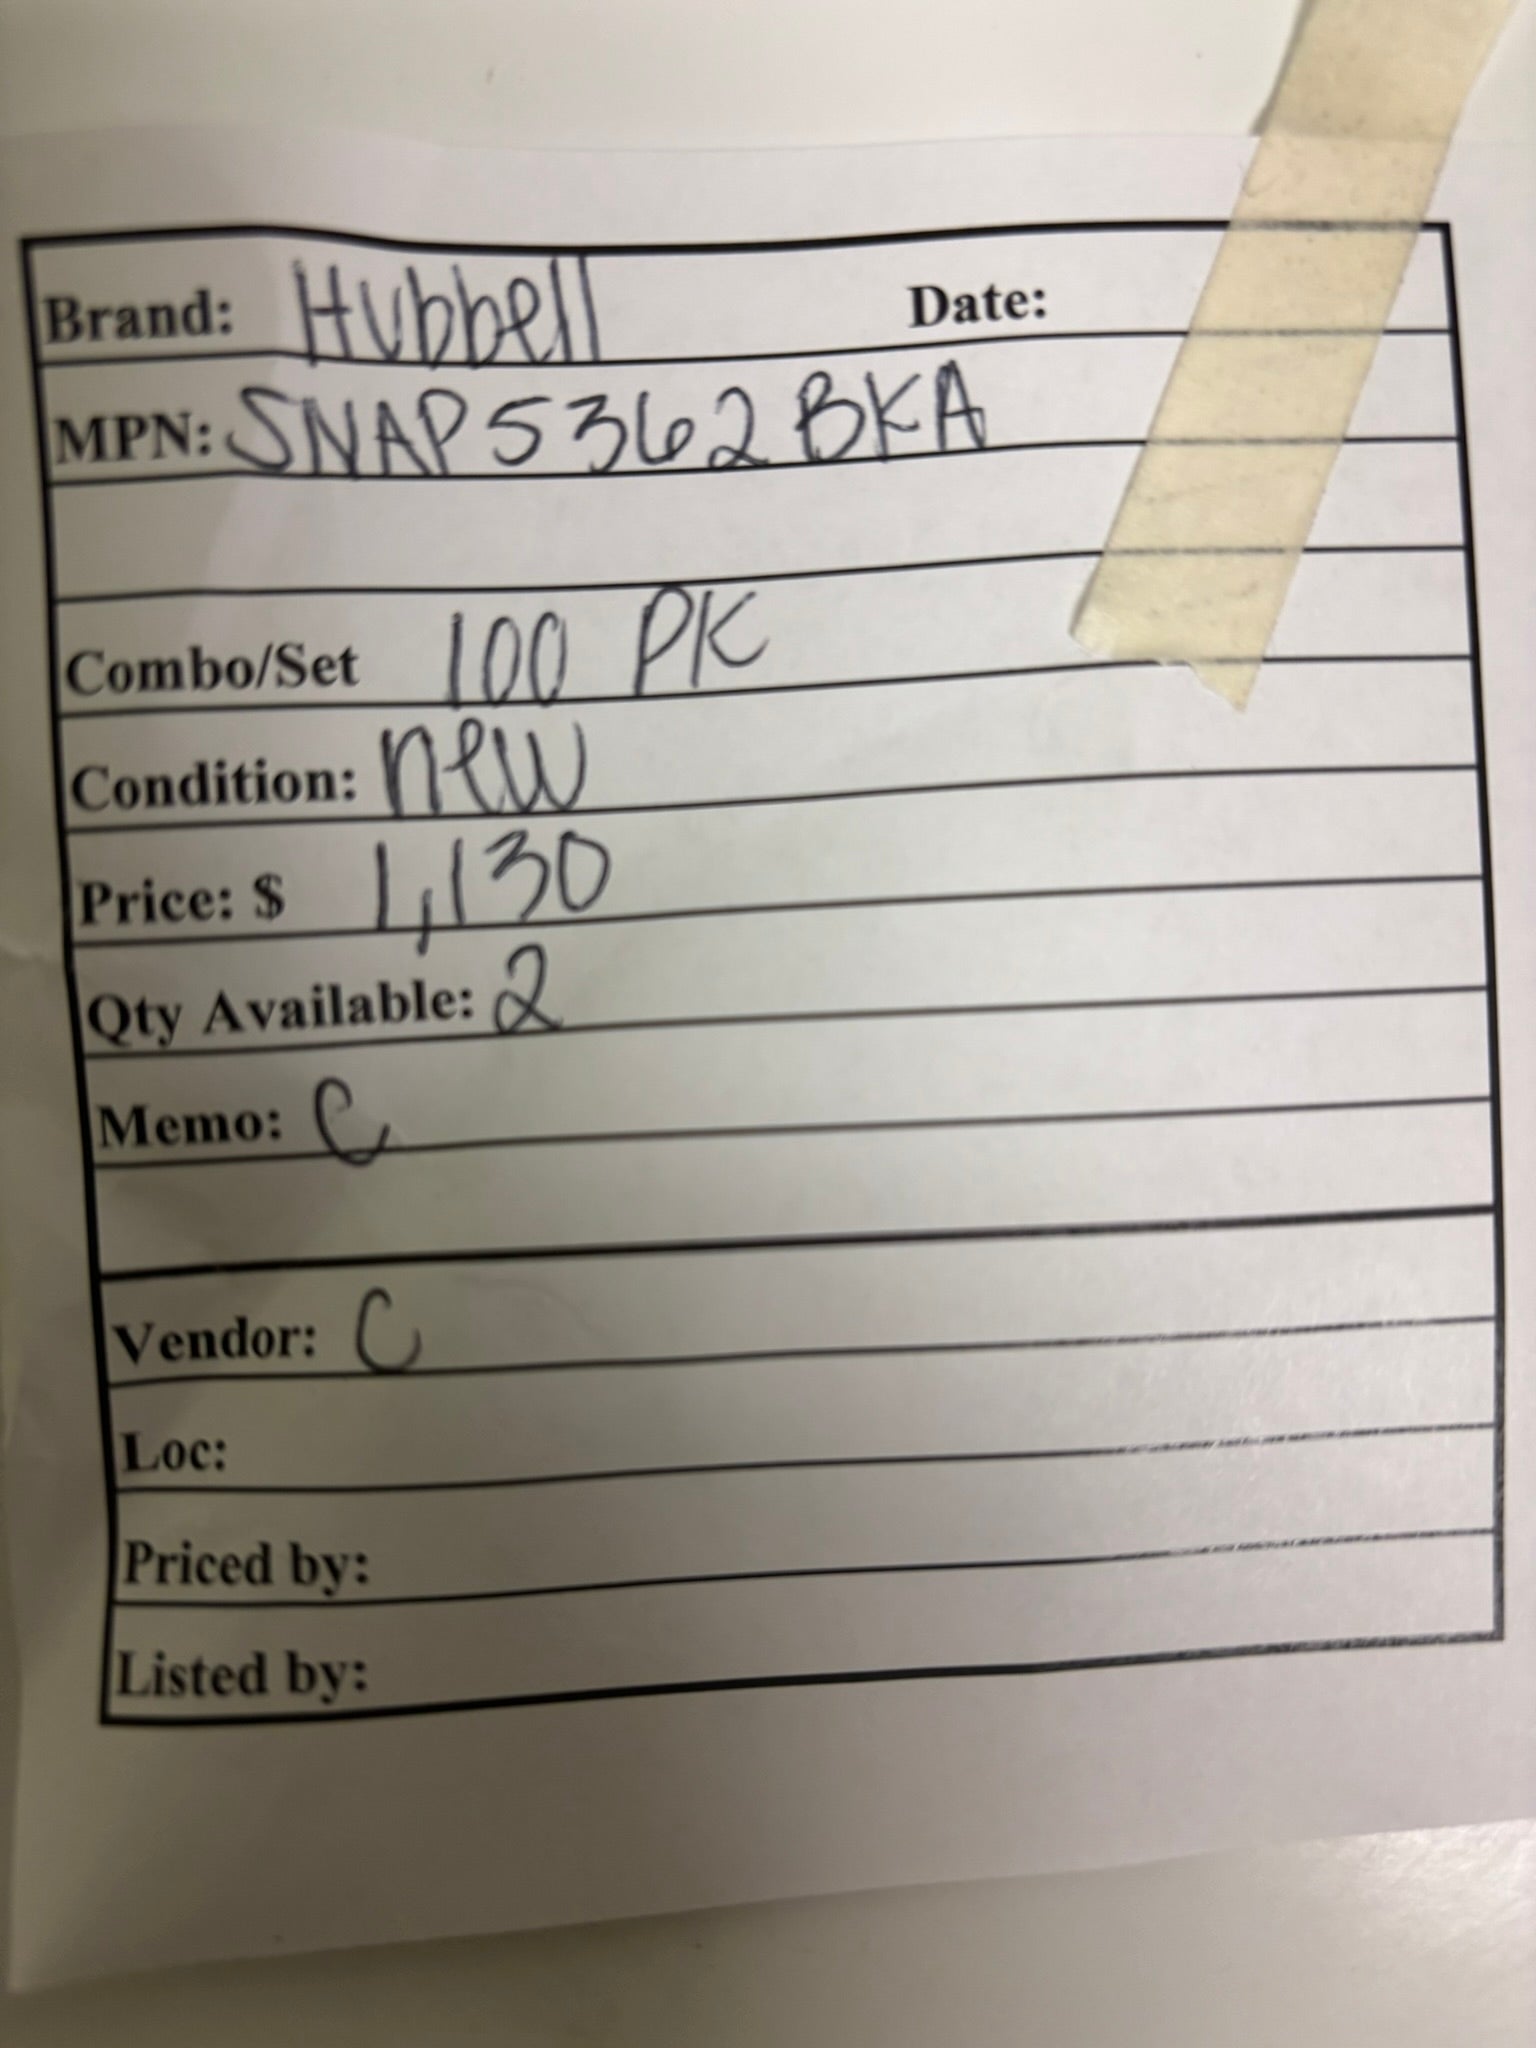 Brand: Hubbell Date:
MPN: SNAP5362BKA
Combo/Set 100 PK
Condition: new
Price: $ 1,130
Qty Available: 2
Memo: C
Vendor: C
Loc:
Priced by:
Listed by: